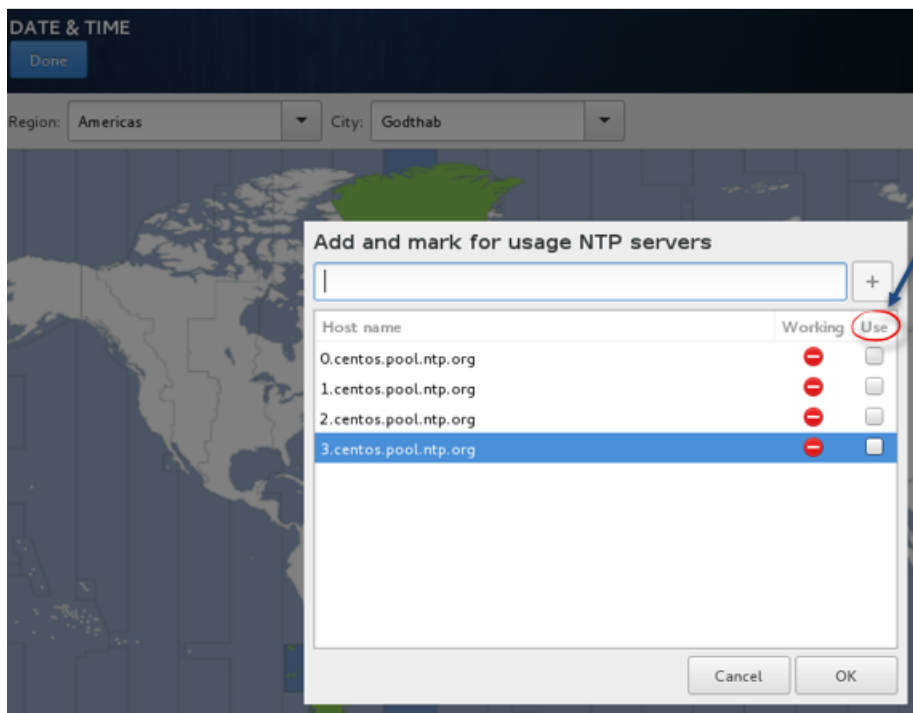 DATE & TIME
Done
Region: Americas City: Godthab
Add and mark for usage NTP servers
+
Host name Working Use
0.centos.pool.ntp.org
1.centos.pool.ntp.org
2.centos.pool.ntp.org
3.centos.pool.ntp.org
Cancel OK